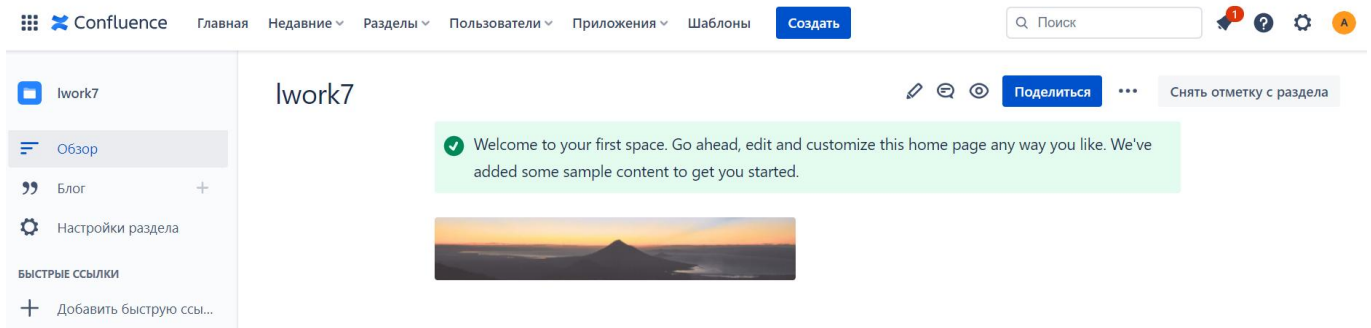 Confluence Главная Недавние Разделы Пользователи Приложения Шаблоны Создать Поиск 1 A
lwork7
lwork7 Поделиться Снять отметку с раздела
Обзор
Welcome to your first space. Go ahead, edit and customize this home page any way you like. We've
added some sample content to get you started.
Блог
Настройки раздела
БЫСТРЫЕ ССЫЛКИ
Добавить быструю ссы...